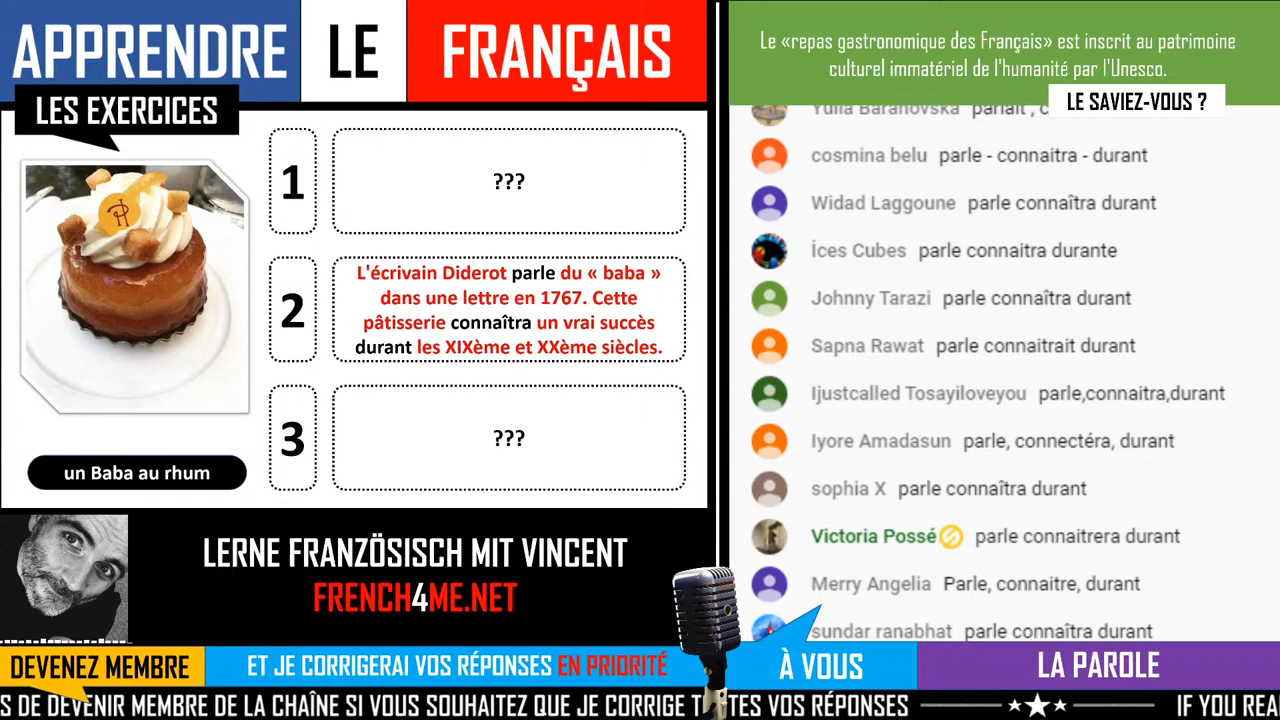 APPRENDRE LE FRANÇAIS
LES EXERCICES
un Baba au rhum
1
???
2
L'écrivain Diderot parle du « baba »
dans une lettre en 1767. Cette
pâtisserie connaîtra un vrai succès
durant les XIXème et XXème siècles.
3
???
LERNE FRANZÖSISCH MIT VINCENT
FRENCH4ME.NET
Le «repas gastronomique des Français» est inscrit au patrimoine
culturel immatériel de l'humanité par l'Unesco.
LE SAVIEZ-VOUS ?
Yulia Baranovska parlait , c
cosmina belu parle - connaitra - durant
Widad Laggoune parle connaîtra durant
İces Cubes parle connaitra durante
Johnny Tarazi parle connaîtra durant
Sapna Rawat parle connaitrait durant
Ijustcalled Tosayiloveyou parle,connaitra,durant
Iyore Amadasun parle, connectéra, durant
sophia X parle connaîtra durant
Victoria Possé parle connaitrera durant
Merry Angelia Parle, connaitre, durant
sundar ranabhat parle connaîtra durant
DEVENEZ MEMBRE
ET JE CORRIGERAI VOS RÉPONSES EN PRIORITÉ
À VOUS
LA PAROLE
S DE DEVENIR MEMBRE DE LA CHAÎNE SI VOUS SOUHAITEZ QUE JE CORRIGE T TES VOS RÉPONSES
IF YOU REA